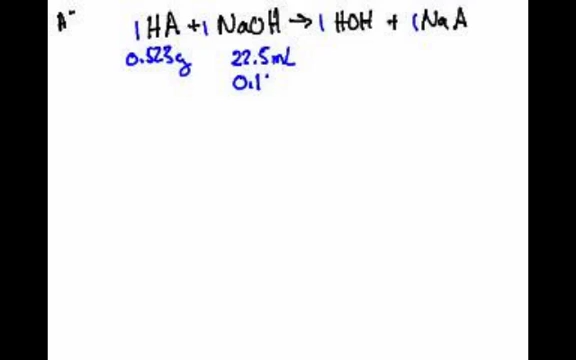 A⁻ 1 HA + 1 NaOH → 1 HOH + 1 NaA
0.523g 22.5mL
0.1